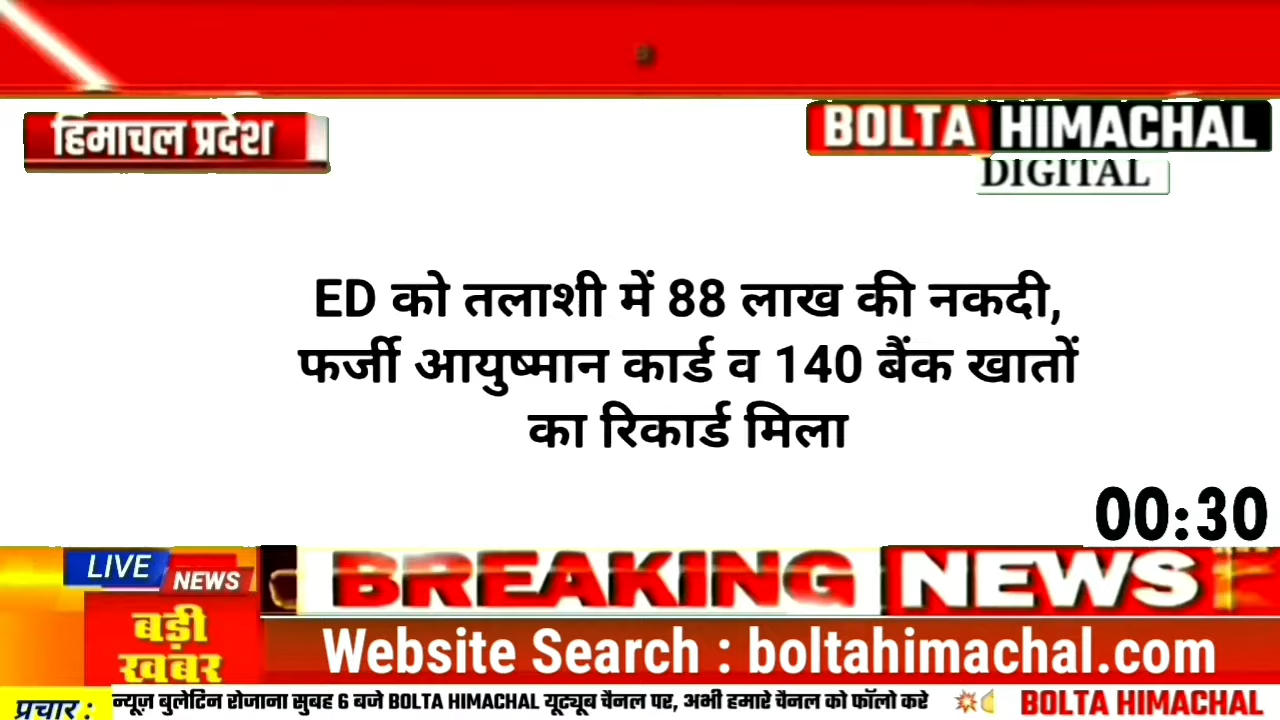 हिमाचल प्रदेश
BOLTA HIMACHAL
DIGITAL
ED को तलाशी में 88 लाख की नकदी,
फर्जी आयुष्मान कार्ड व 140 बैंक खातों
का रिकार्ड मिला
00:30
LIVE NEWS
BREAKING NEWS
बड़ी
खबर
Website Search : boltahimachal.com
प्रचार : न्यूज़ बुलेटिन रोजाना सुबह 6 बजे BOLTA HIMACHAL यूट्यूब चैनल पर, अभी हमारे चैनल को फॉलो करे BOLTA HIMACHAL